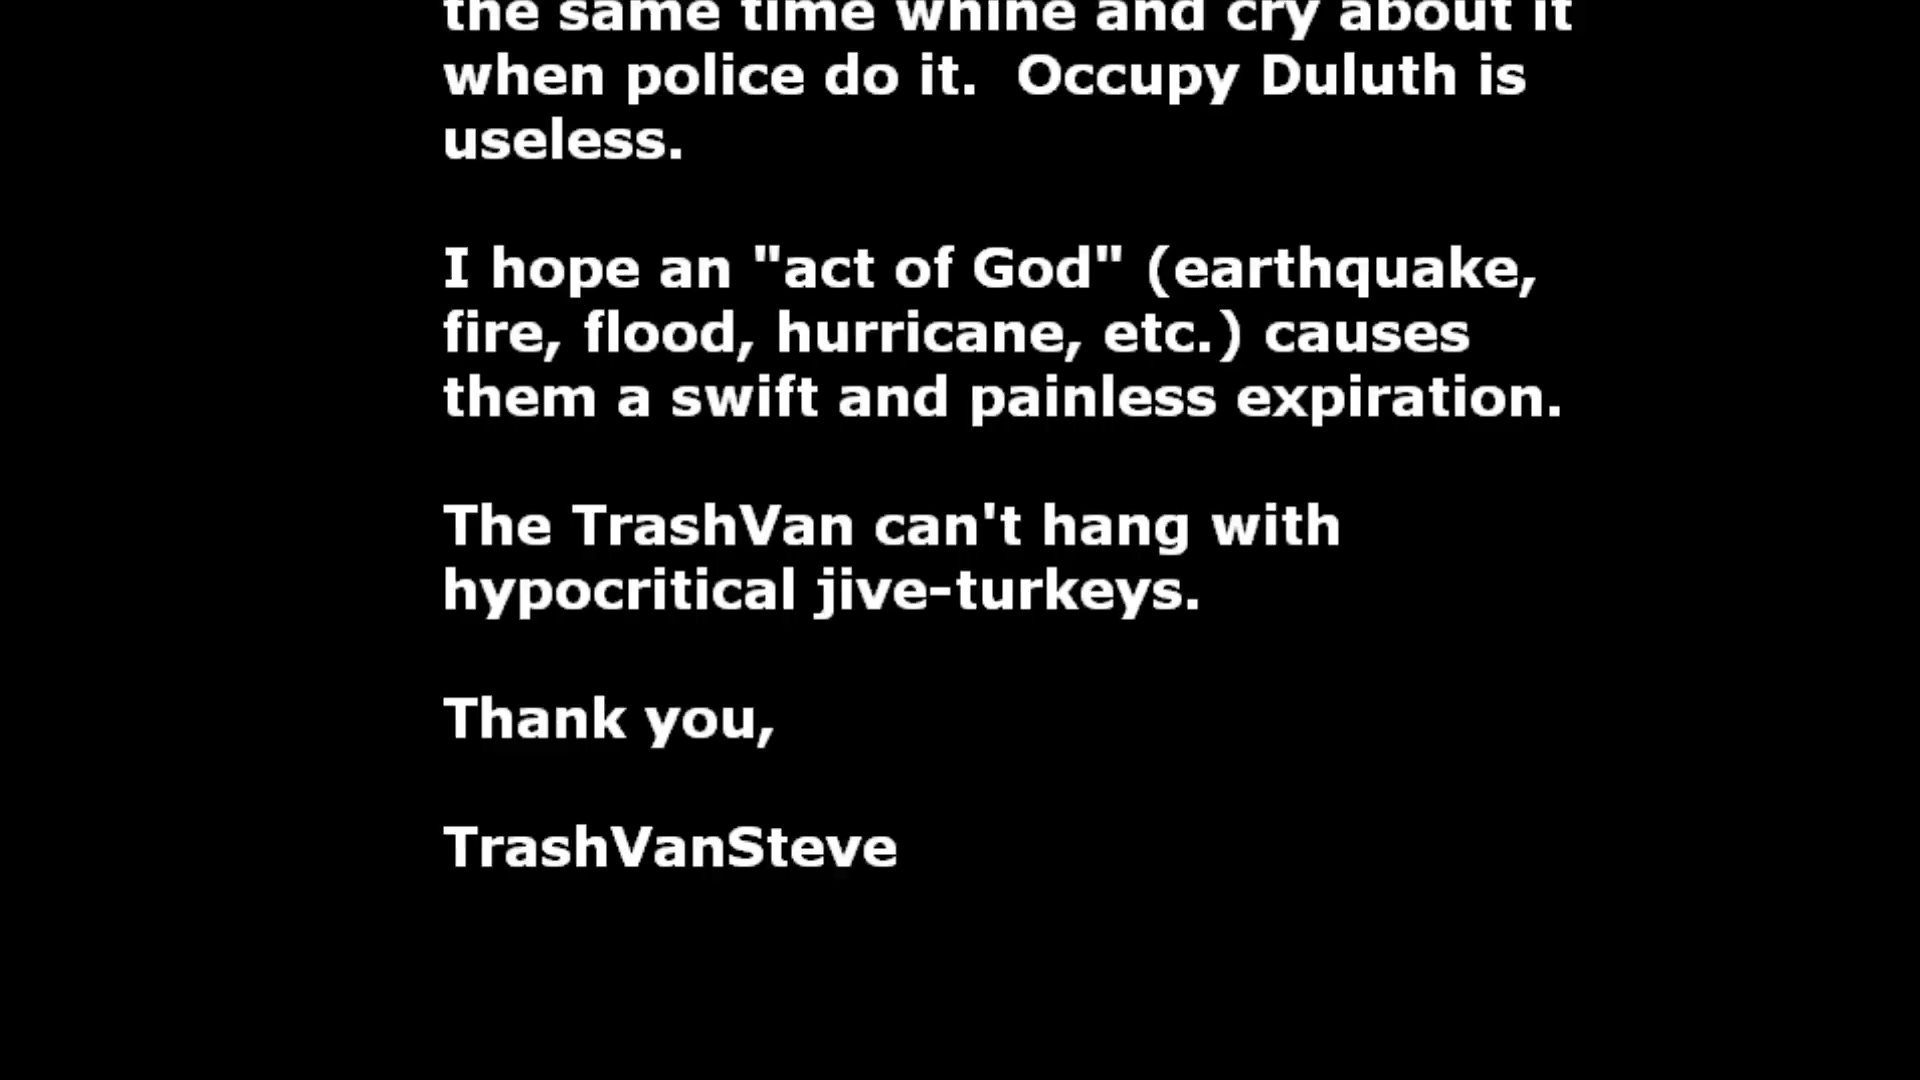 the same time whine and cry about it
when police do it.  Occupy Duluth is
useless.
I hope an "act of God" (earthquake,
fire, flood, hurricane, etc.) causes
them a swift and painless expiration.
The TrashVan can't hang with
hypocritical jive-turkeys.
Thank you,
TrashVanSteve